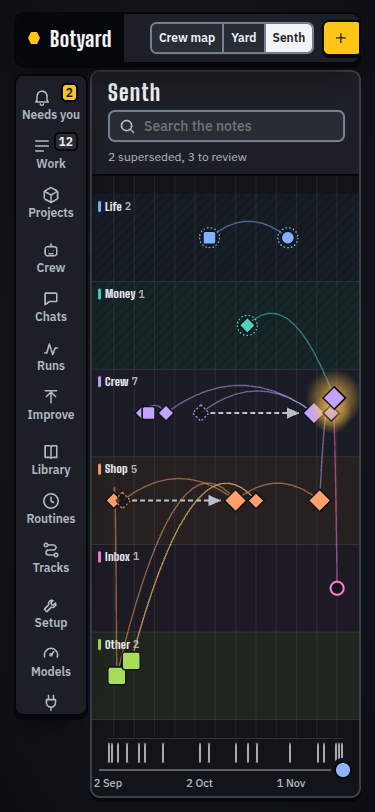 Botyard
Crew map Yard Senth +
2
Needs you
12
Work
Projects
Crew
Chats
Runs
Improve
Library
Routines
Tracks
Setup
Models
Senth
Search the notes
2 superseded, 3 to review
Life 2
Money 1
Crew 7
Shop 5
Inbox 1
Other 2
2 Sep 2 Oct 1 Nov